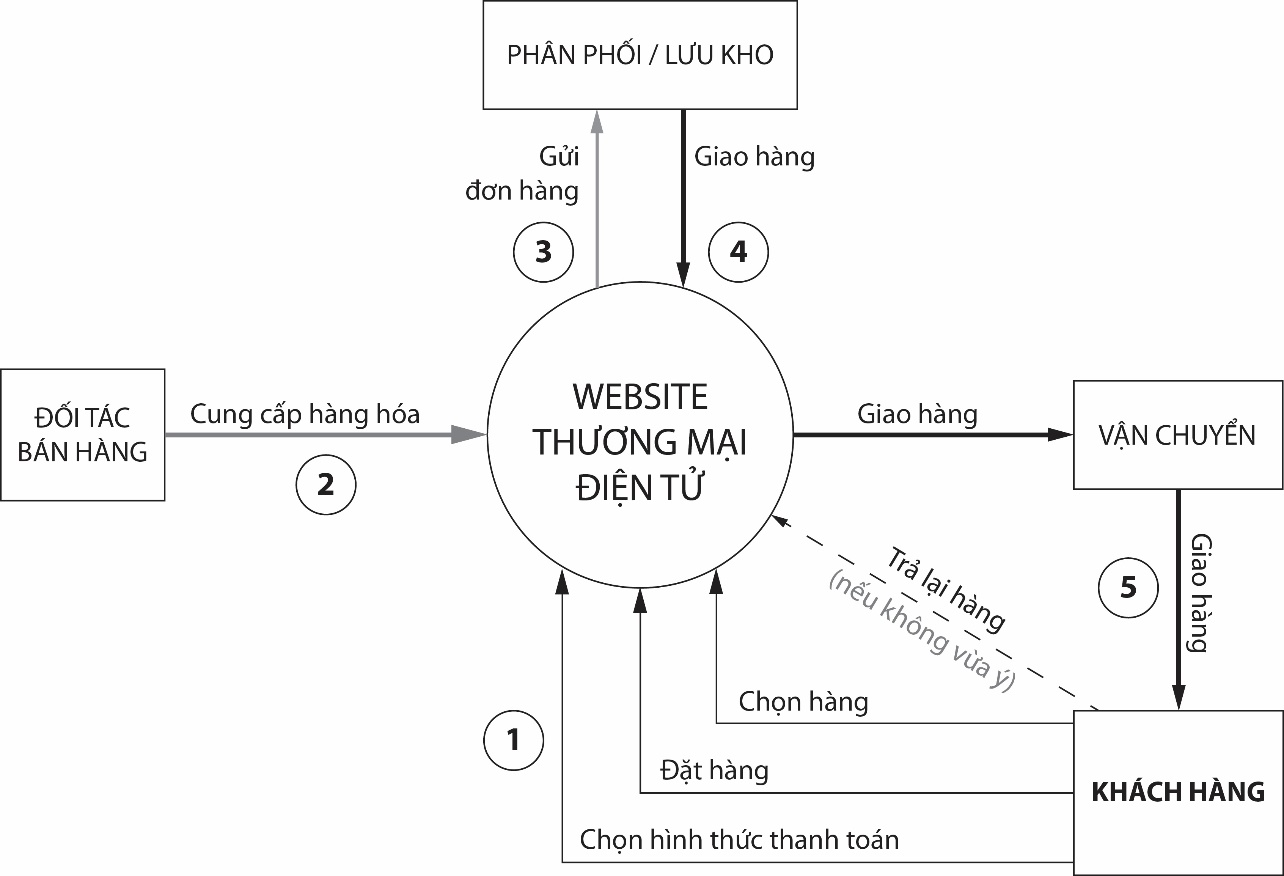 PHÂN PHỐI / LƯU KHO
Gửi
đơn hàng
Giao hàng
3
4
ĐỐI TÁC
BÁN HÀNG
Cung cấp hàng hóa
2
WEBSITE
THƯƠNG MẠI
ĐIỆN TỬ
Giao hàng
VẬN CHUYỂN
Giao hàng
5
Trả lại hàng
(nếu không vừa ý)
1
Chọn hàng
Đặt hàng
Chọn hình thức thanh toán
KHÁCH HÀNG